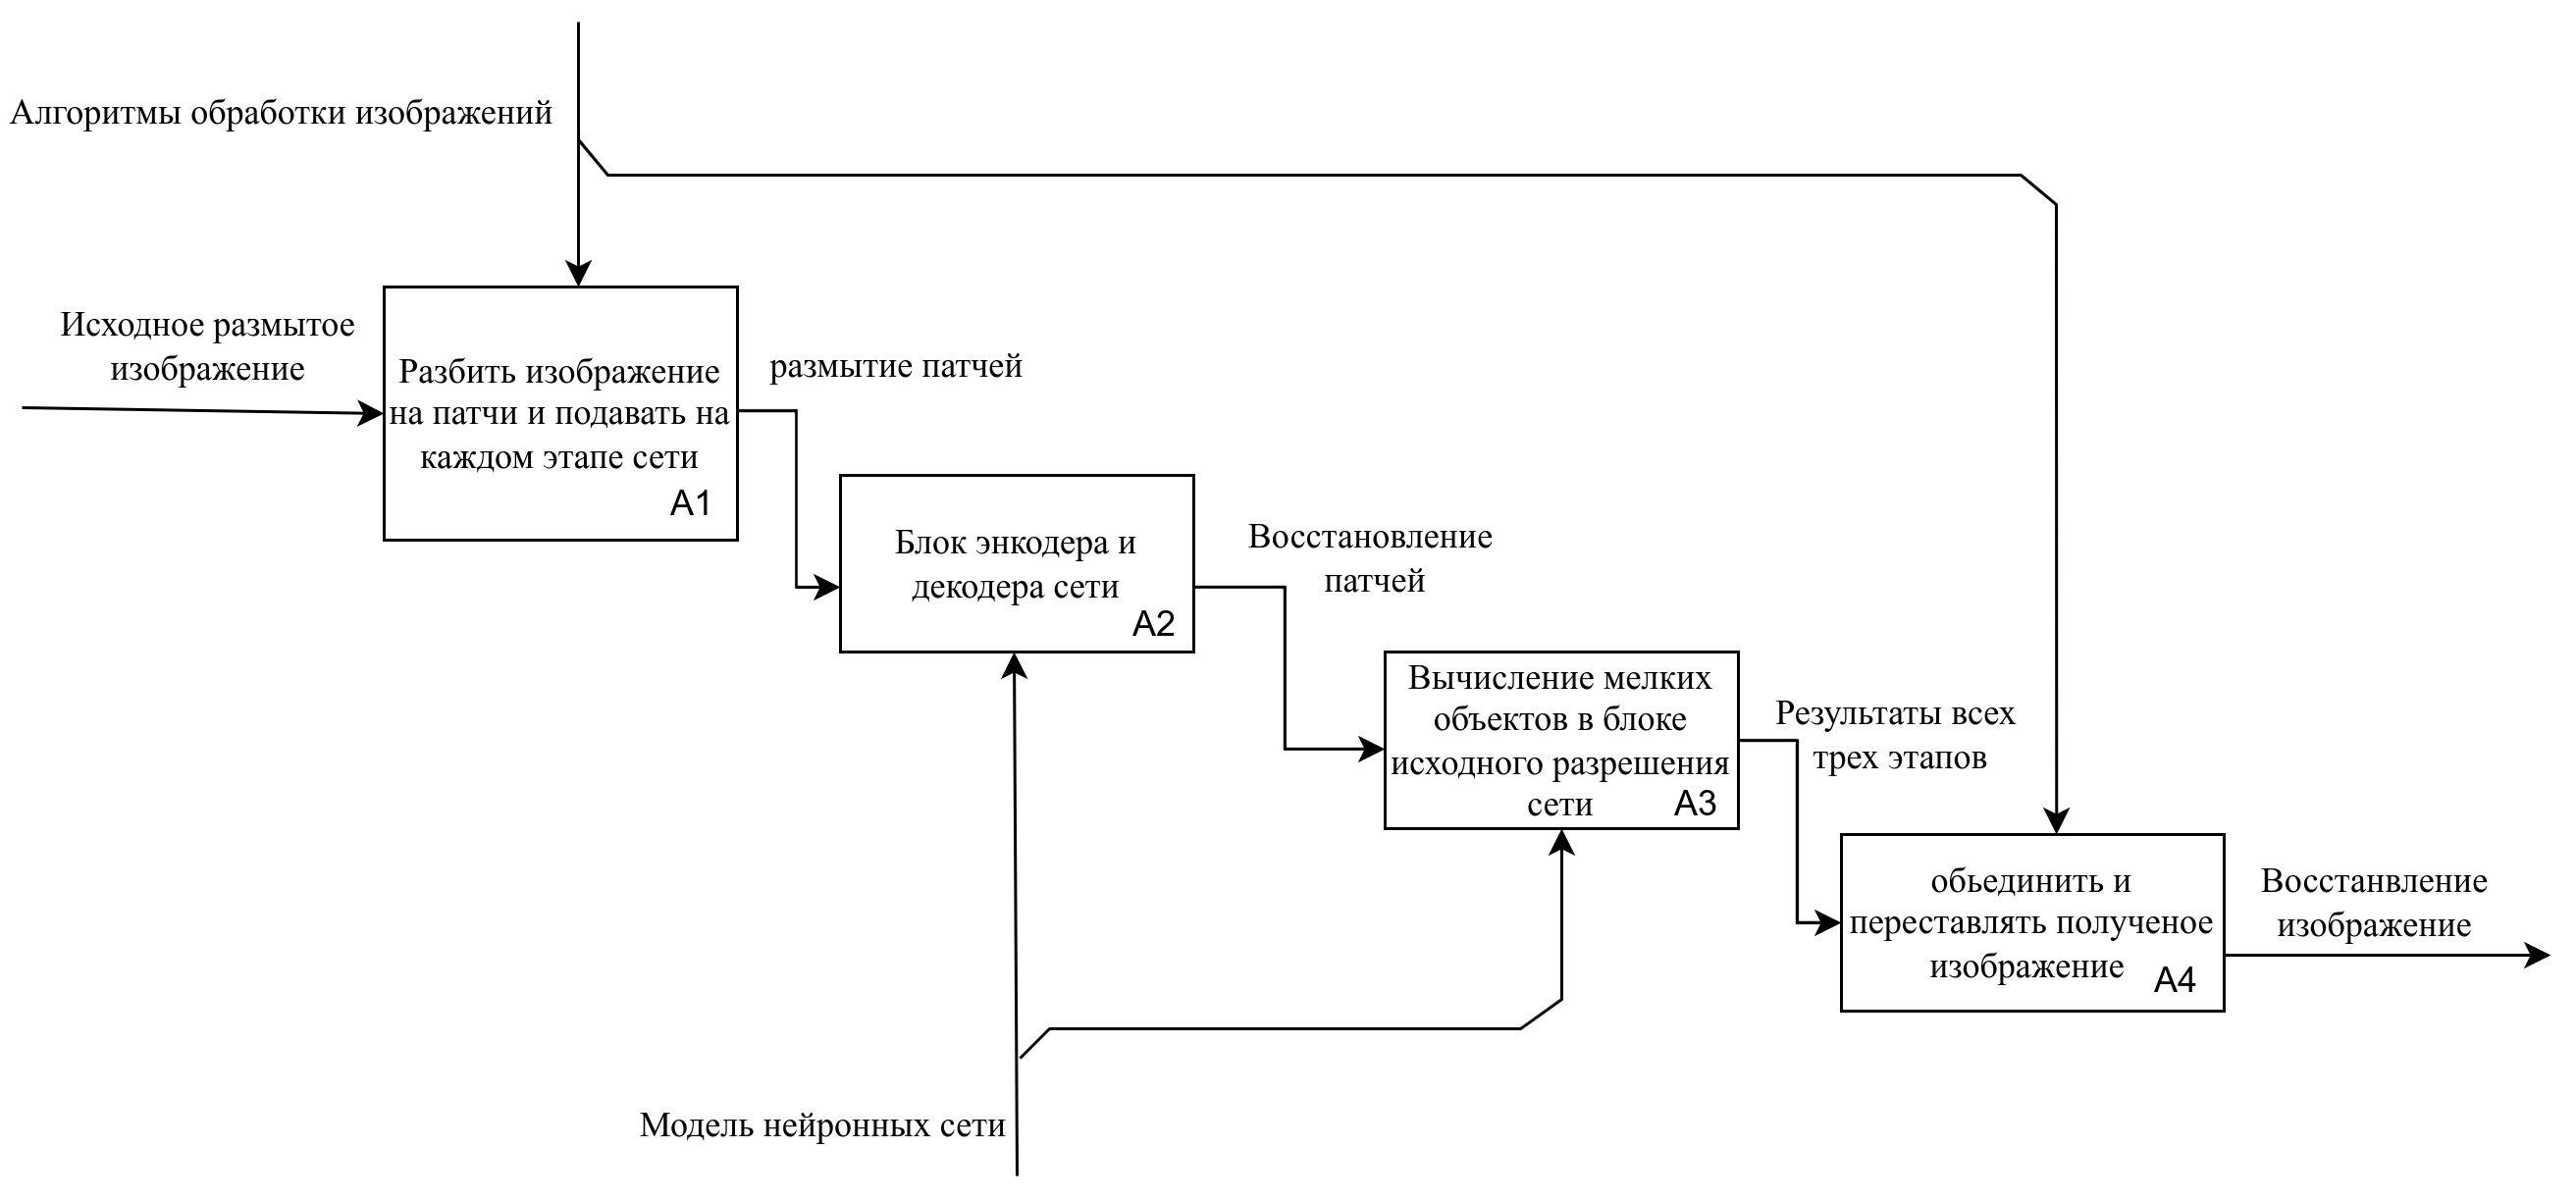 Алгоритмы обработки изображений
Исходное размытое
изображение
Разбить изображение
на патчи и подавать на
каждом этапе сети
A1
размытие патчей
Блок энкодера и
декодера сети
A2
Восстановление
патчей
Вычисление мелких
объектов в блоке
исходного разрешения
сети
A3
Результаты всех
трех этапов
обьединить и
переставлять полученое
изображение
A4
Восстанвление
изображение
Модель нейронных сети